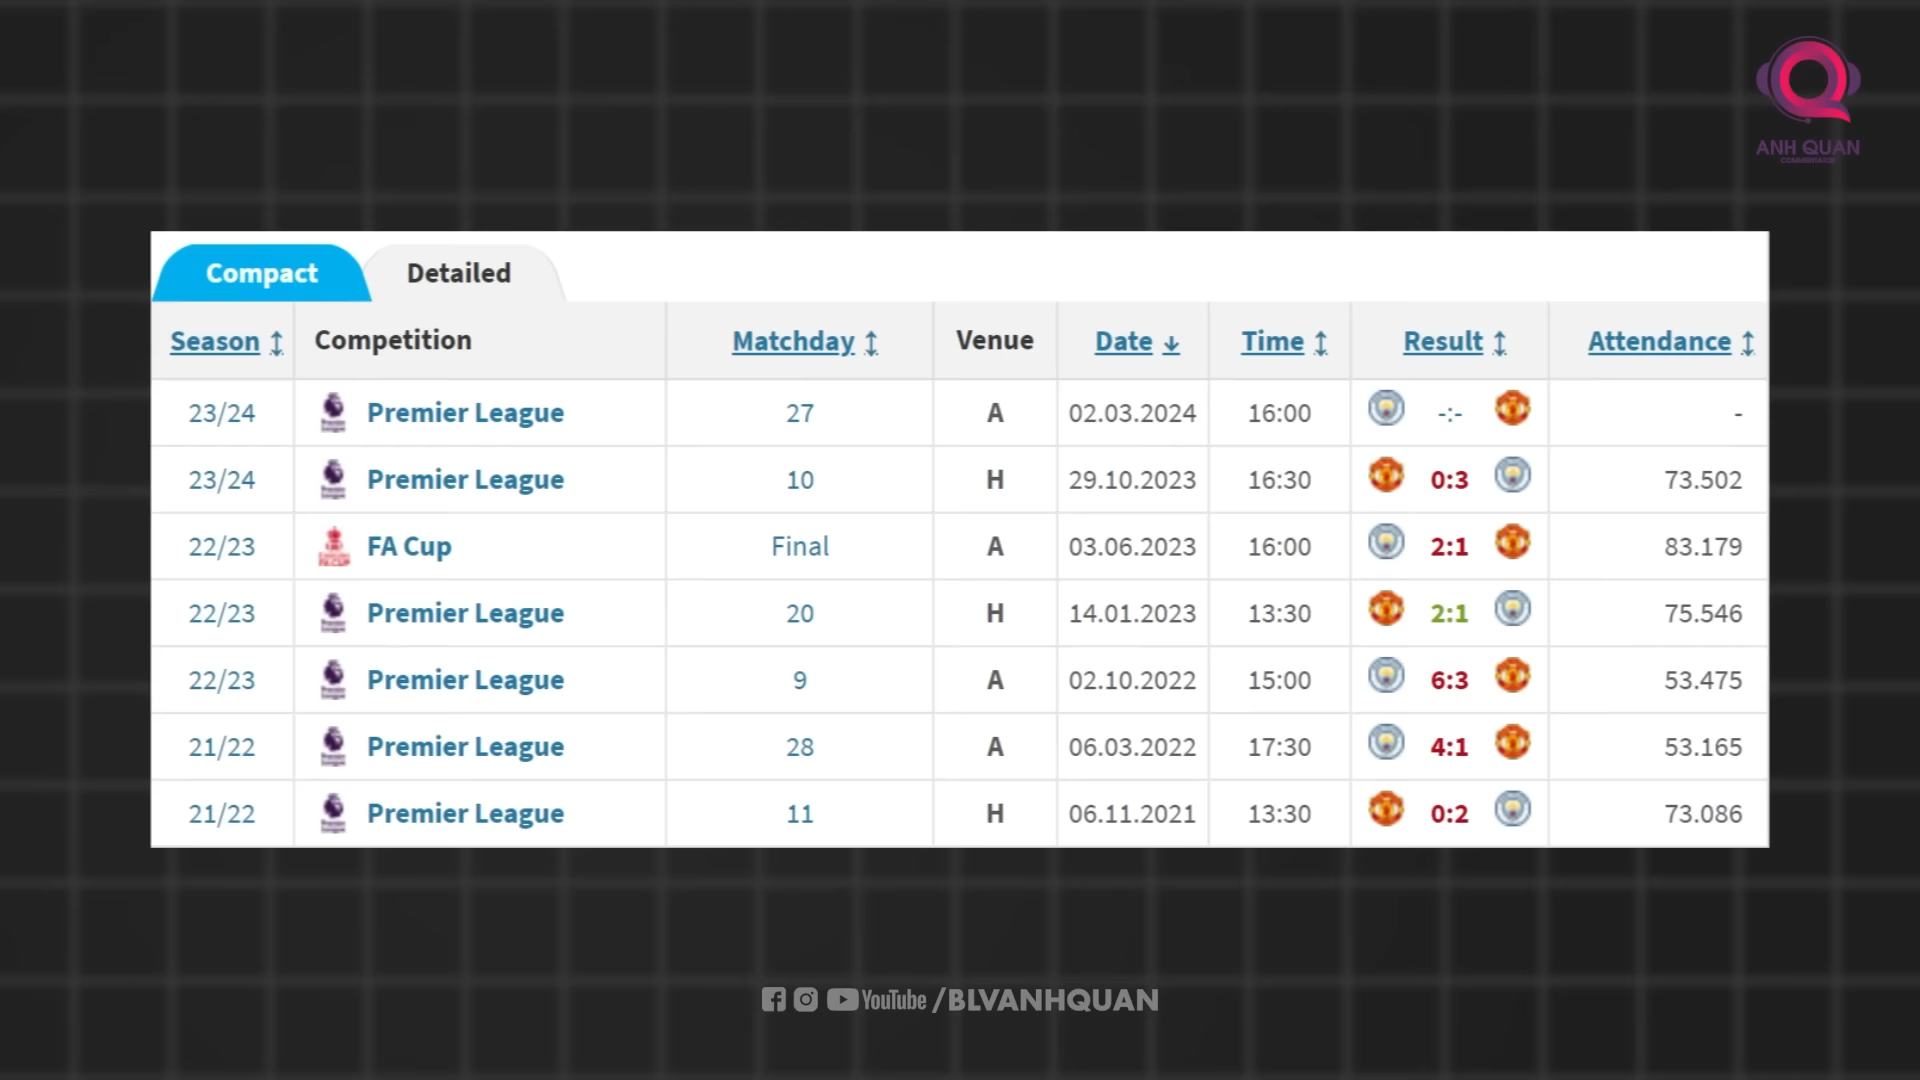 ANH QUAN
COMMENTATOR
Compact Detailed
Season Competition Matchday Venue Date Time Result Attendance
23/24 Premier League 27 A 02.03.2024 16:00 -:- -
23/24 Premier League 10 H 29.10.2023 16:30 0:3 73.502
22/23 FA Cup Final A 03.06.2023 16:00 2:1 83.179
22/23 Premier League 20 H 14.01.2023 13:30 2:1 75.546
22/23 Premier League 9 A 02.10.2022 15:00 6:3 53.475
21/22 Premier League 28 A 06.03.2022 17:30 4:1 53.165
21/22 Premier League 11 H 06.11.2021 13:30 0:2 73.086
YouTube /BLVANHQUAN